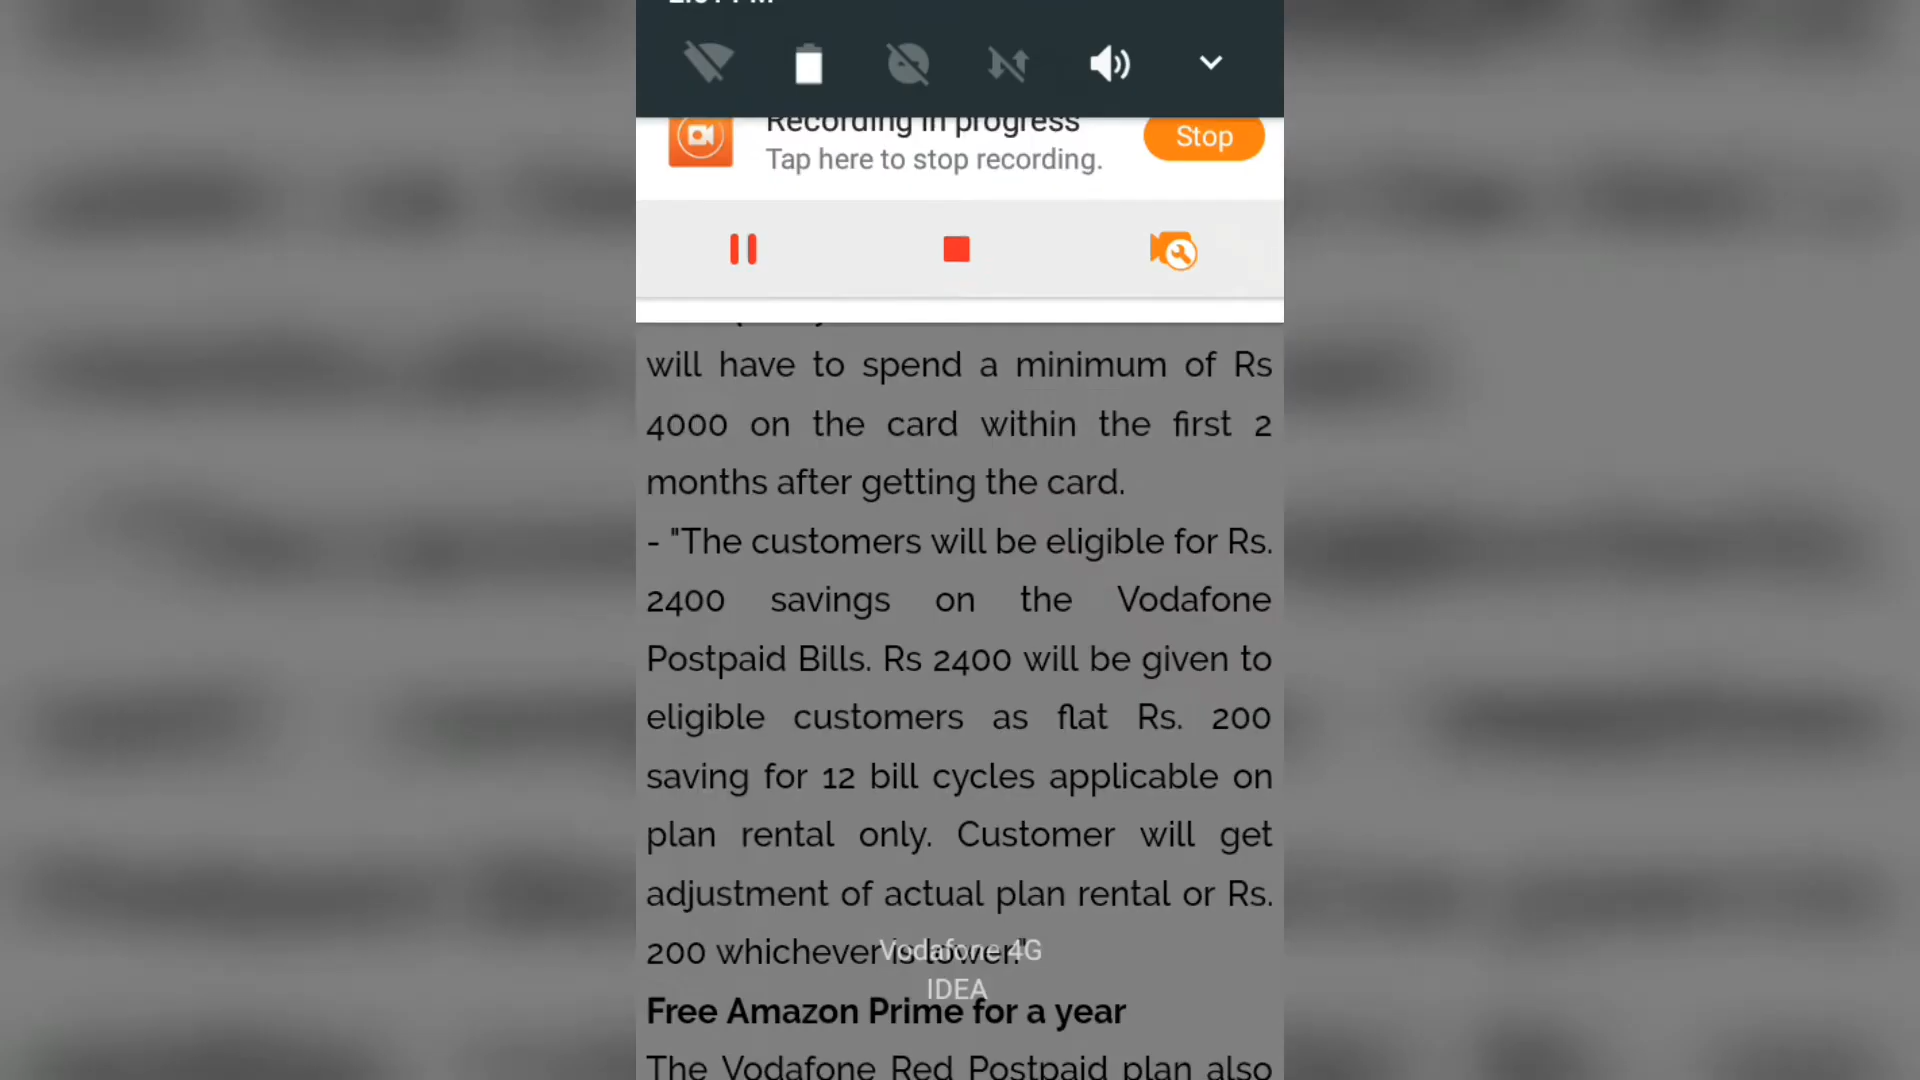 Recording in progress
Tap here to stop recording.
Stop
will have to spend a minimum of Rs
4000 on the card within the first 2
months after getting the card.
- "The customers will be eligible for Rs.
2400 savings on the Vodafone
Postpaid Bills. Rs 2400 will be given to
eligible customers as flat Rs. 200
saving for 12 bill cycles applicable on
plan rental only. Customer will get
adjustment of actual plan rental or Rs.
200 whichever is lower."
Vodafone 4G
IDEA
Free Amazon Prime for a year
The Vodafone Red Postpaid plan also